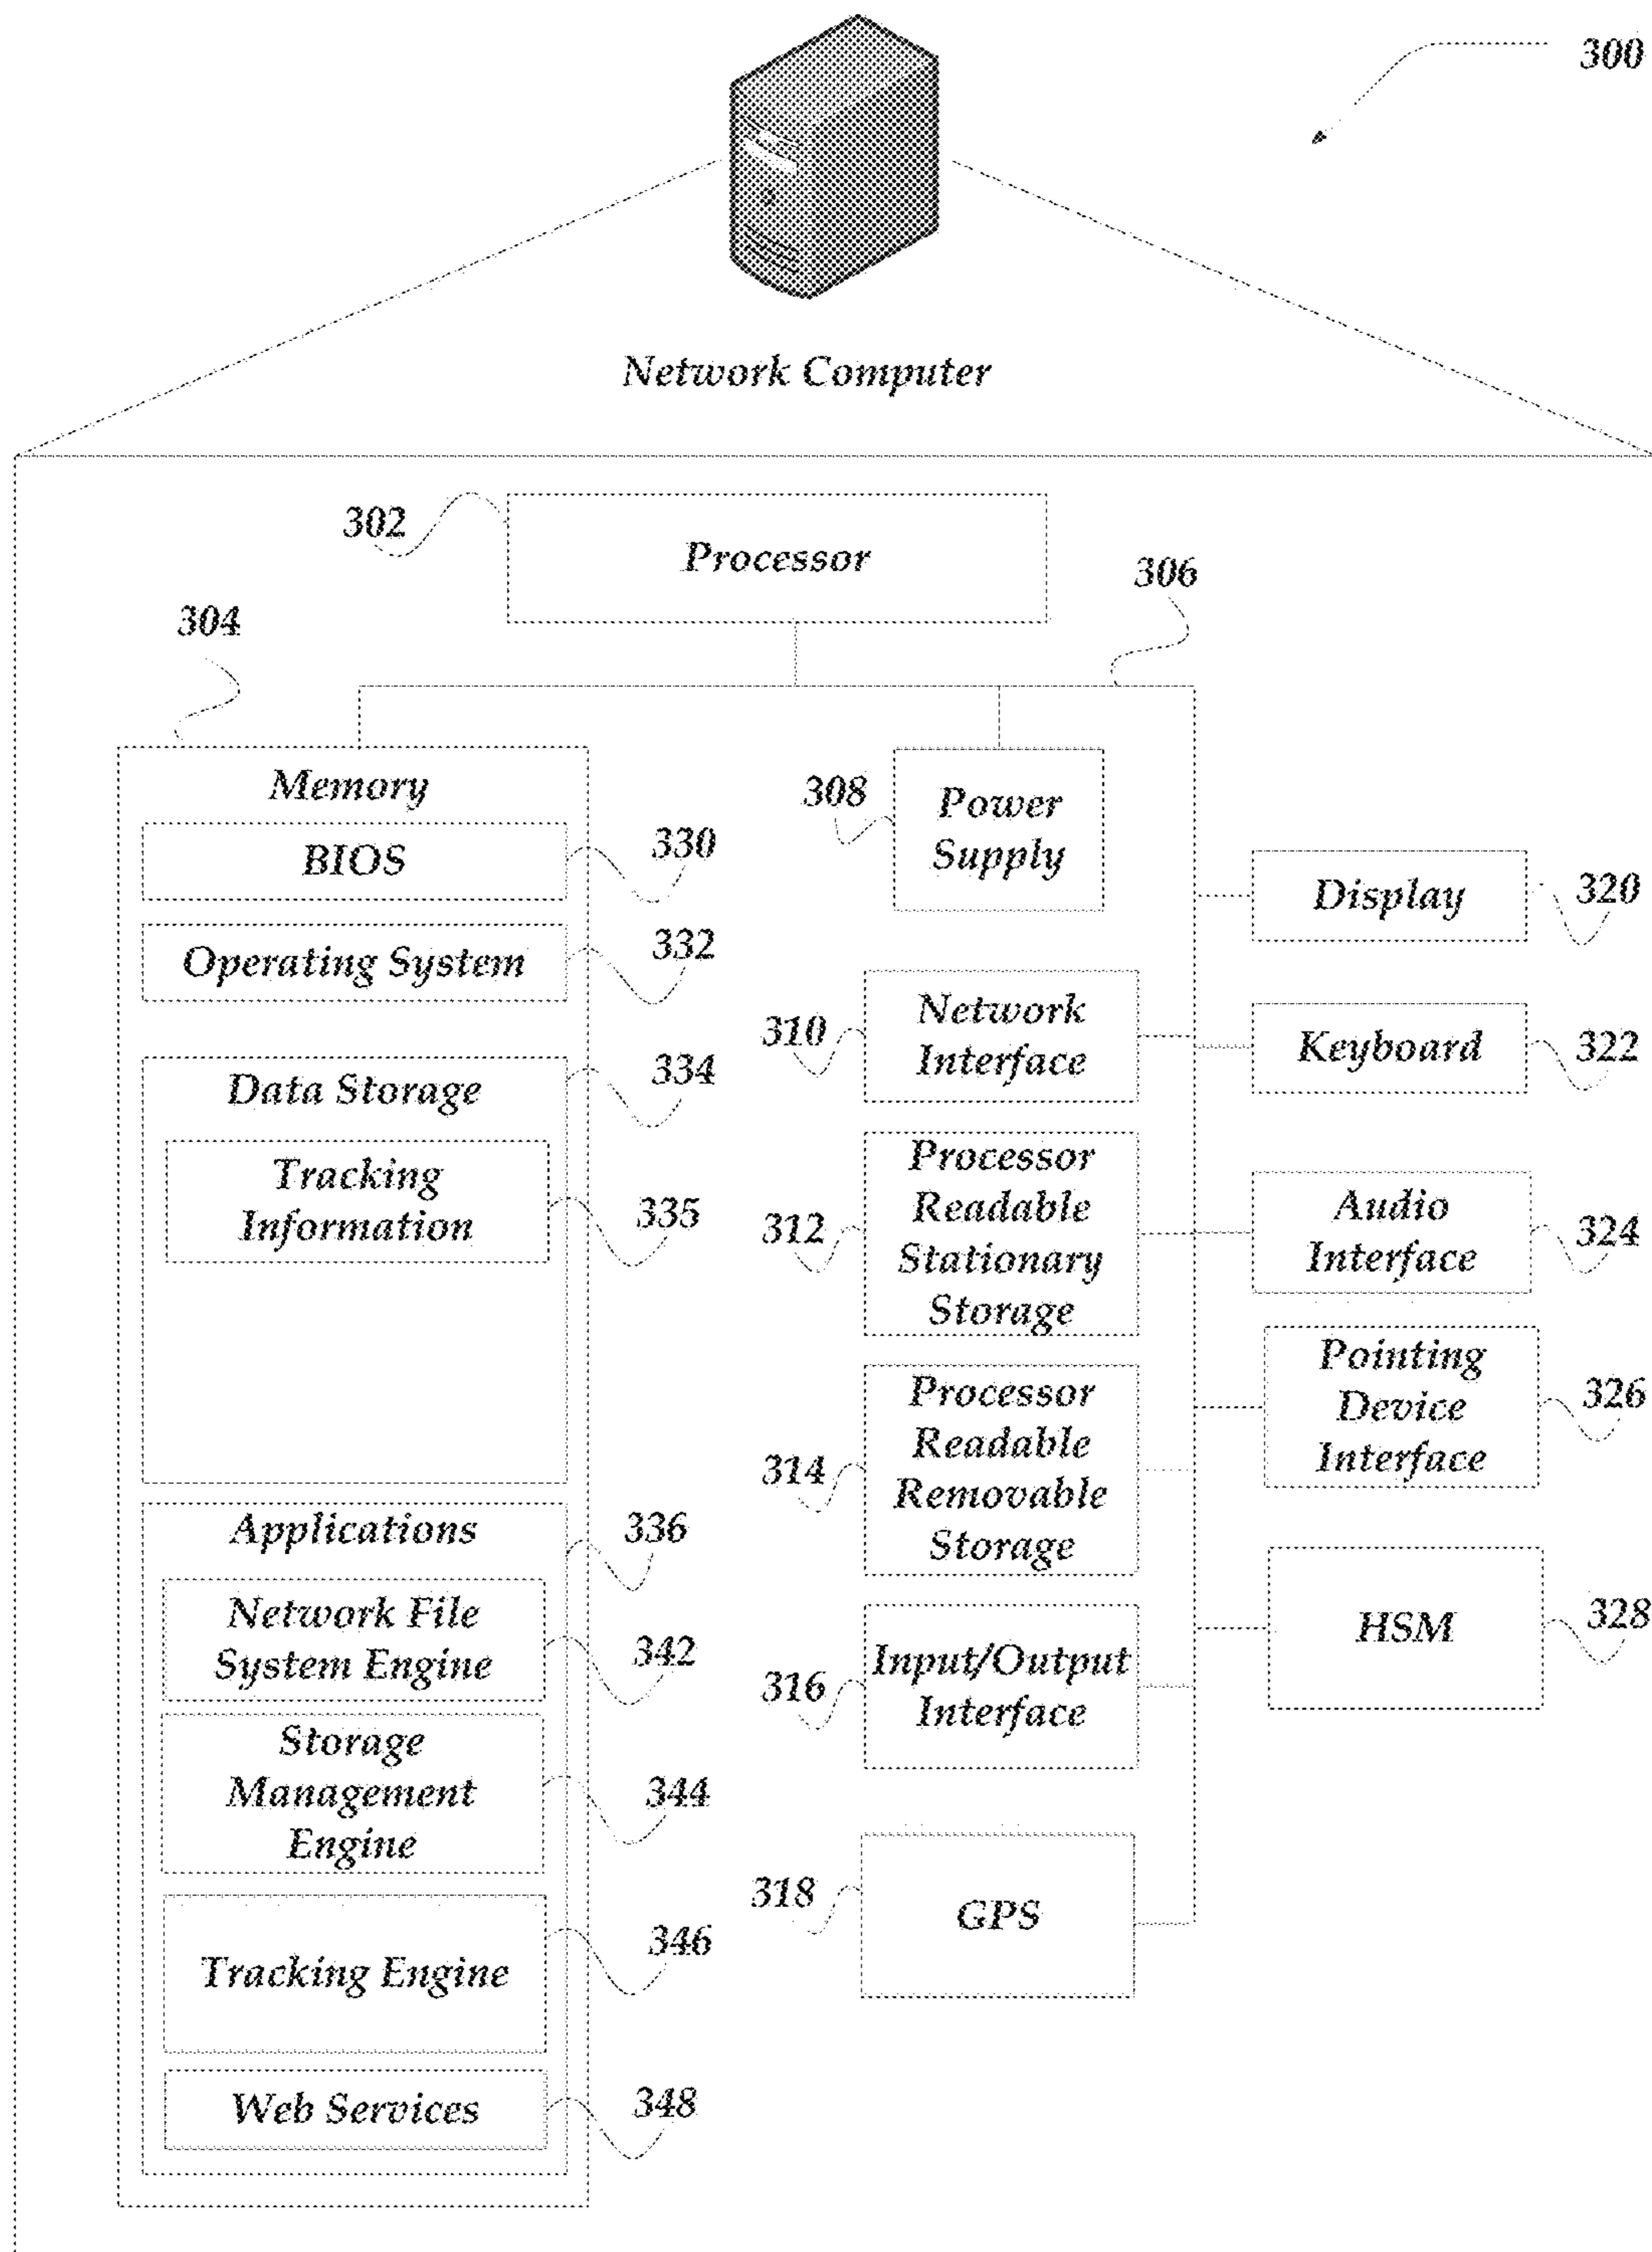 300
Network Computer
302
Processor
306
304
Memory
BIOS
330
Operating System
332
Data Storage
334
Tracking
Information
335
Applications
336
Network File
System Engine
342
Storage
Management
Engine
344
Tracking Engine
346
Web Services
348
308
Power
Supply
310
Network
Interface
312
Processor
Readable
Stationary
Storage
314
Processor
Readable
Removable
Storage
316
Input/Output
Interface
318
GPS
Display
320
Keyboard
322
Audio
Interface
324
Pointing
Device
Interface
326
HSM
328